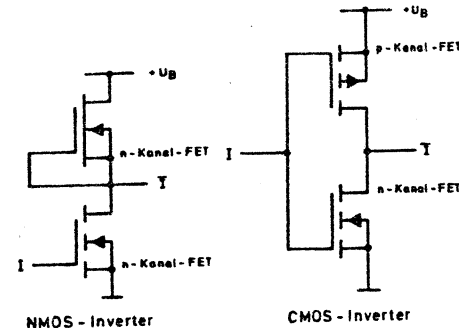 +UB
n-Kanal-FET
I̅
I
n-Kanal-FET
NMOS-Inverter
+UB
p-Kanal-FET
I
I̅
n-Kanal-FET
CMOS-Inverter